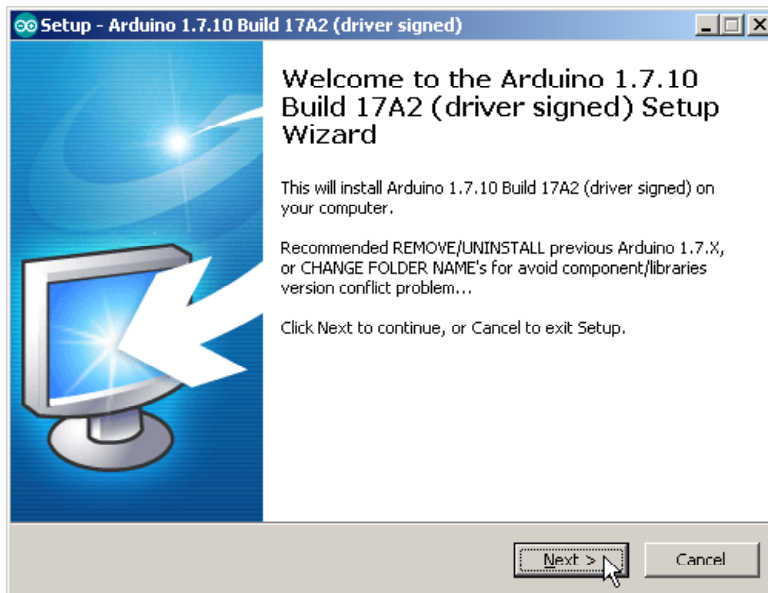 Setup - Arduino 1.7.10 Build 17A2 (driver signed)
Welcome to the Arduino 1.7.10
Build 17A2 (driver signed) Setup
Wizard
This will install Arduino 1.7.10 Build 17A2 (driver signed) on
your computer.
Recommended REMOVE/UNINSTALL previous Arduino 1.7.X,
or CHANGE FOLDER NAME's for avoid component/libraries
version conflict problem...
Click Next to continue, or Cancel to exit Setup.
Next > Cancel